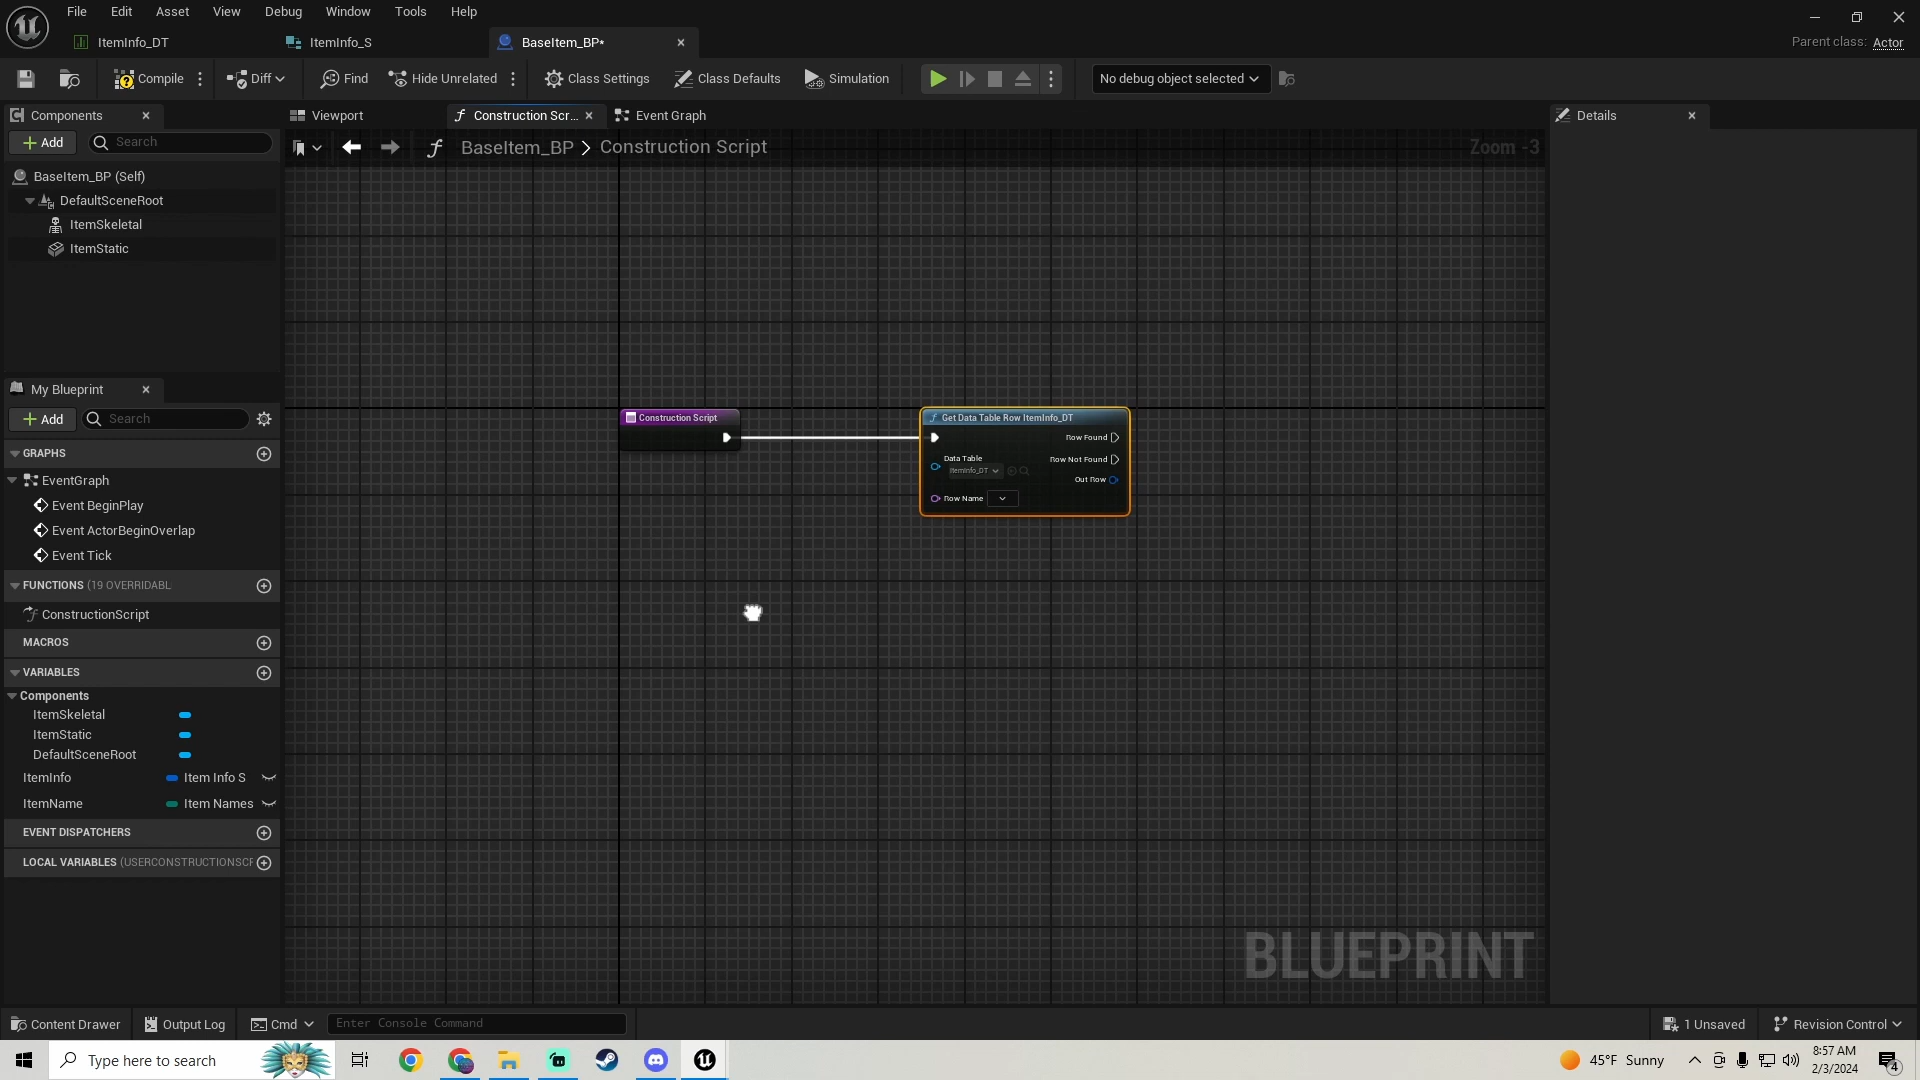 File Edit Asset View Debug Window Tools Help
ItemInfo_DT ItemInfo_S BaseItem_BP*
Parent class: Actor
Compile Diff Find Hide Unrelated Class Settings Class Defaults Simulation No debug object selected
Components
Viewport Construction Scr... Event Graph
Details
Add Search
BaseItem_BP Construction Script
Zoom -3
BaseItem_BP (Self)
DefaultSceneRoot
ItemSkeletal
ItemStatic
My Blueprint
Add Search
GRAPHS
EventGraph
Event BeginPlay
Event ActorBeginOverlap
Event Tick
FUNCTIONS (19 OVERRIDABL
ConstructionScript
MACROS
VARIABLES
Components
ItemSkeletal
ItemStatic
DefaultSceneRoot
ItemInfo Item Info S
ItemName Item Names
EVENT DISPATCHERS
LOCAL VARIABLES (USERCONSTRUCTIONSCR
Construction Script
Get Data Table Row ItemInfo_DT
Row Found
Data Table
Row Not Found
ItemInfo_DT
Out Row
Row Name
BLUEPRINT
Content Drawer Output Log Cmd Enter Console Command 1 Unsaved Revision Control
Type here to search
45°F Sunny
8:57 AM
2/3/2024
4